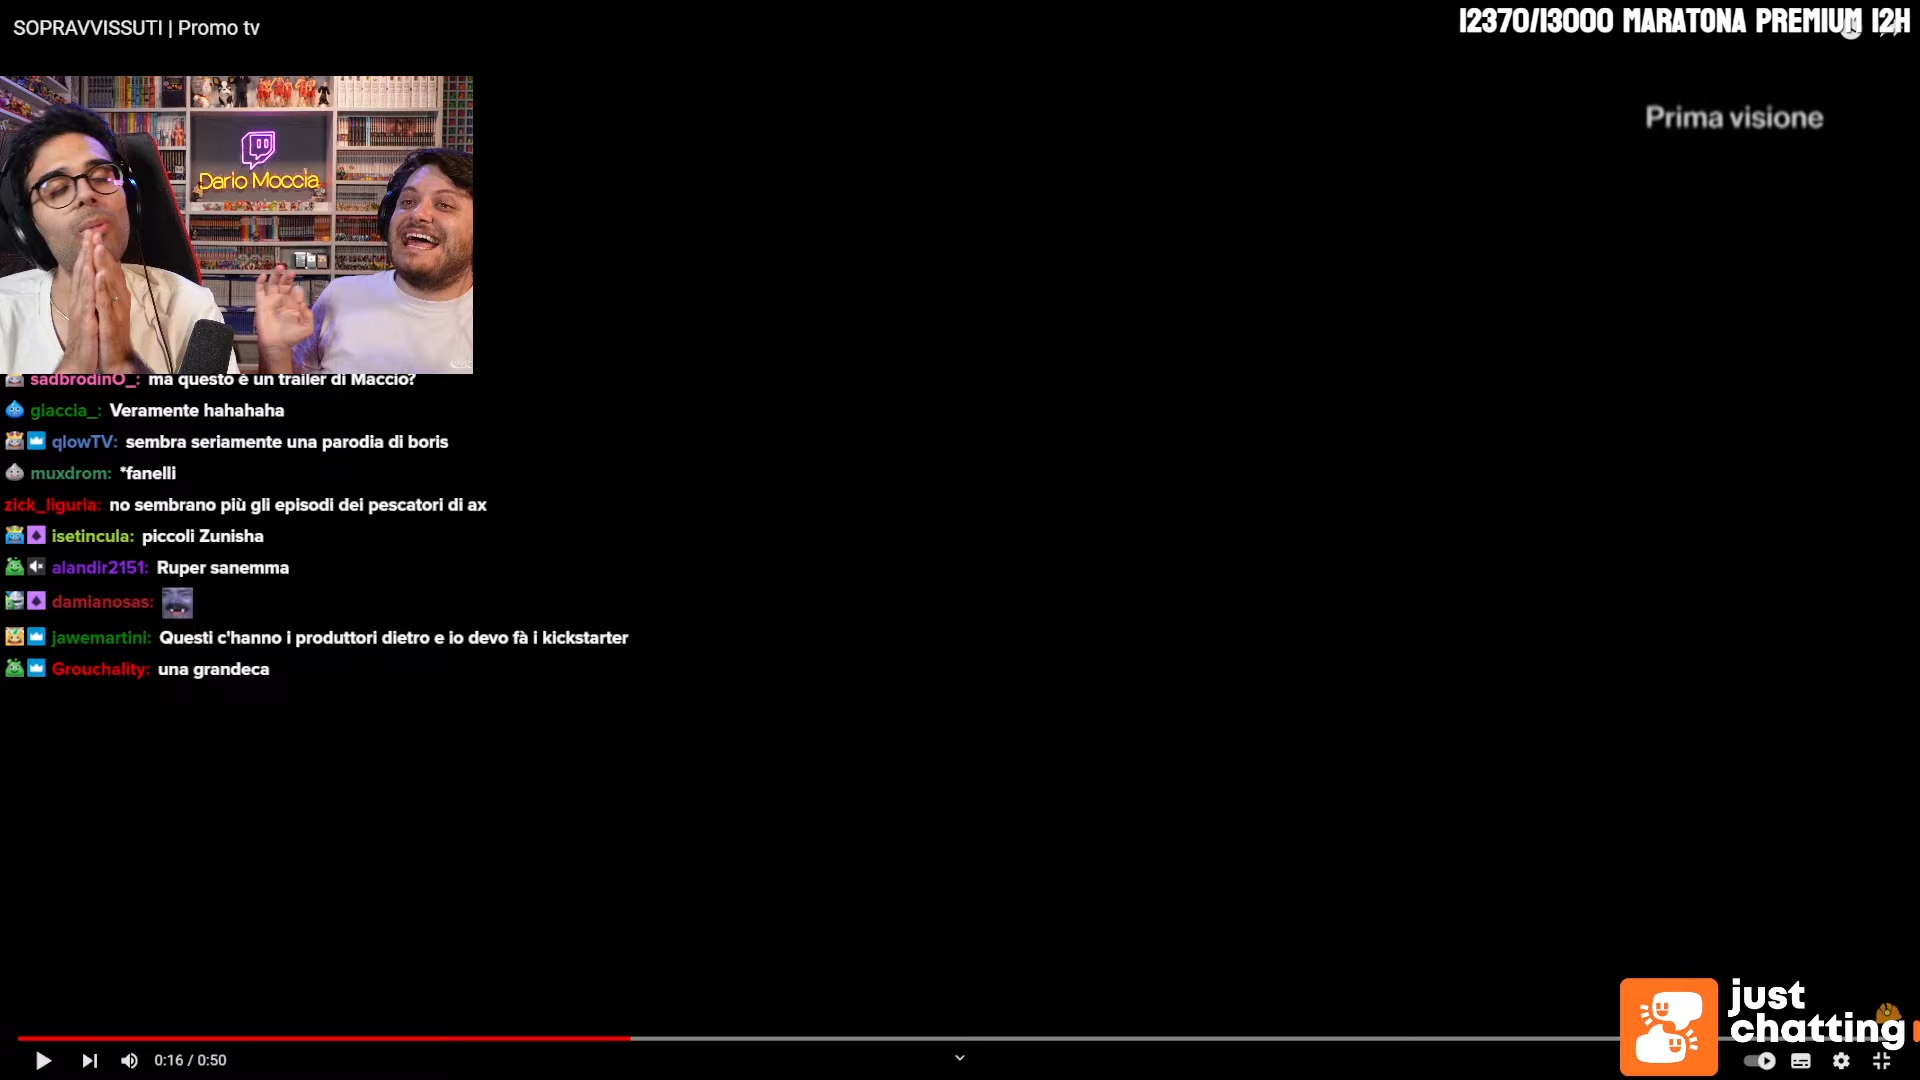 SOPRAVVISSUTI | Promo tv
12370/13000 MARATONA PREMIUM 12H
Prima visione
Dario Moccia
sadbrodinO_: ma questo è un trailer di Maccio?
giaccia_: Veramente hahahaha
qlowTV: sembra seriamente una parodia di boris
muxdrom: *fanelli
zick_liguria: no sembrano più gli episodi dei pescatori di ax
isetincula: piccoli Zunisha
alandir2151: Ruper sanemma
damianosas:
jawemartini: Questi c'hanno i produttori dietro e io devo fà i kickstarter
Grouchality: una grandeca
just
chatting
0:16 / 0:50